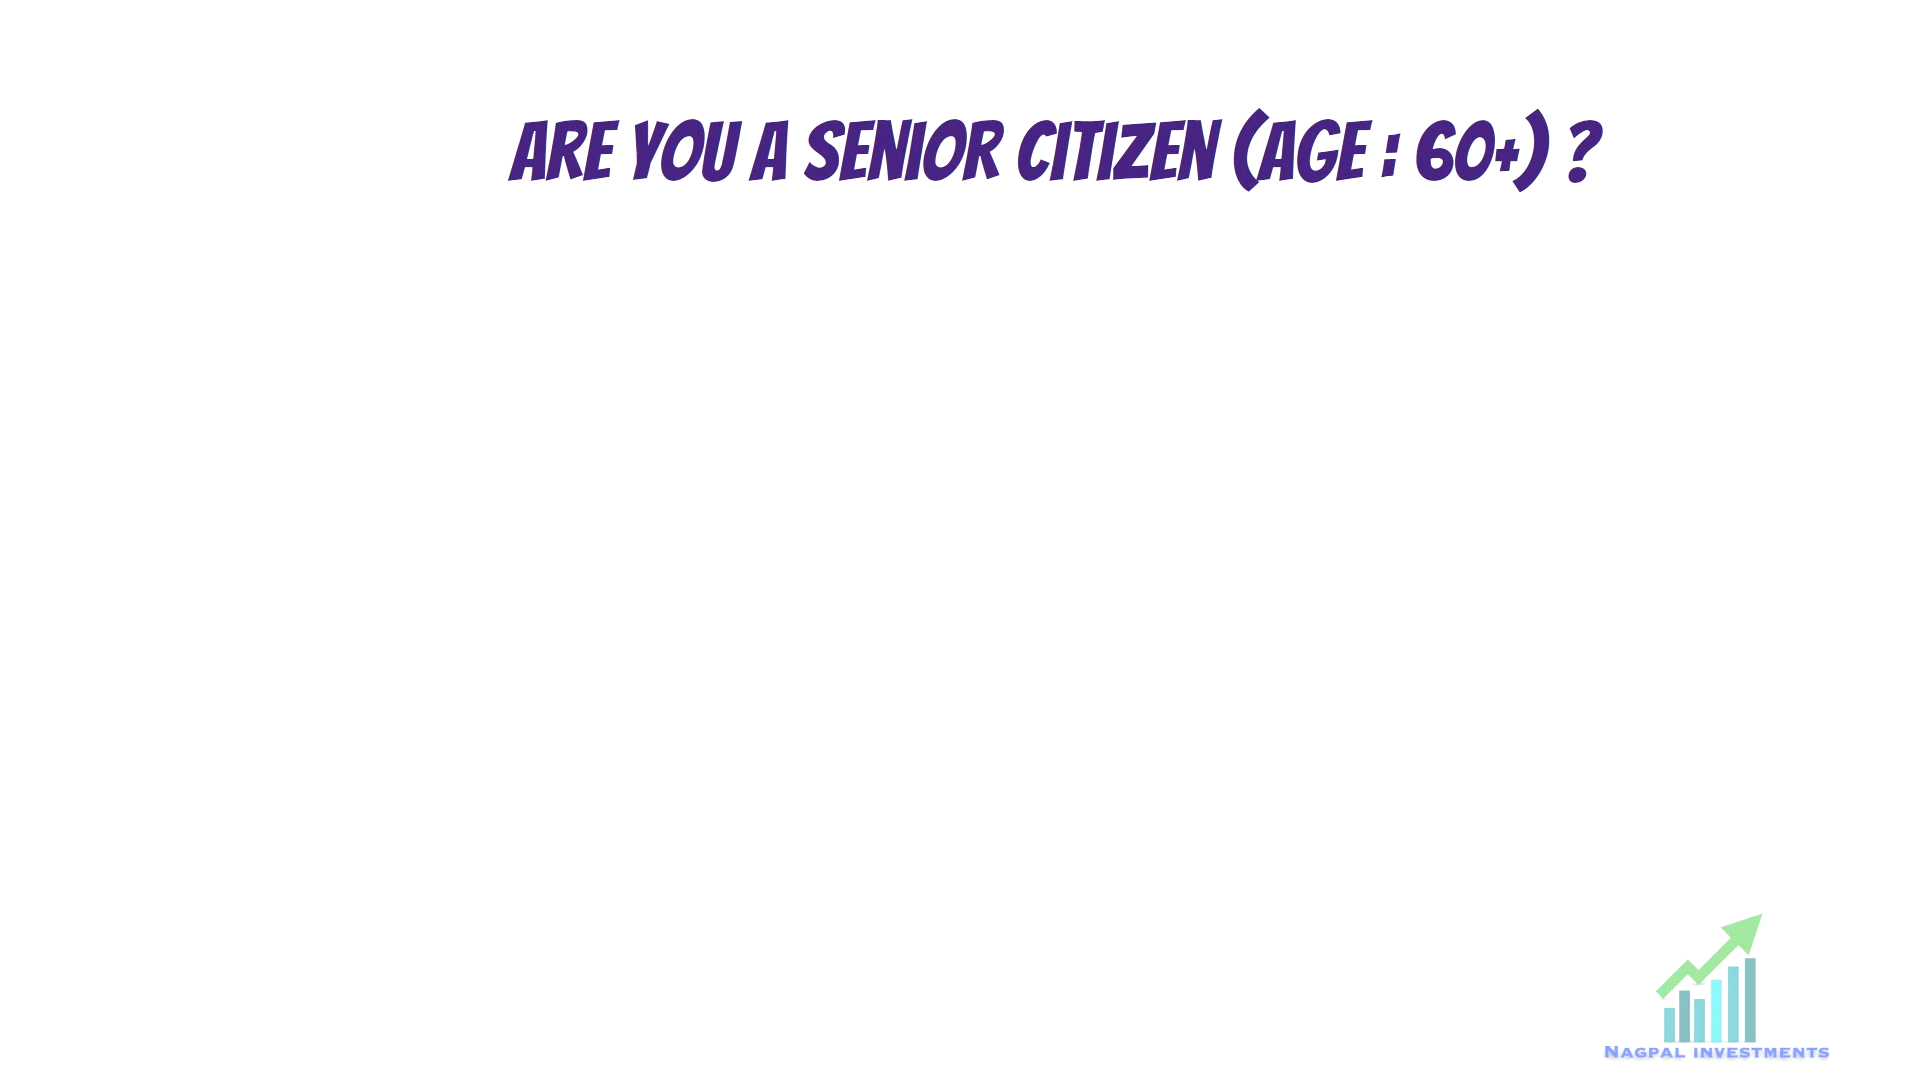 ARE YOU A SENIOR CITIZEN (AGE : 60+) ?
NAGPAL INVESTMENTS